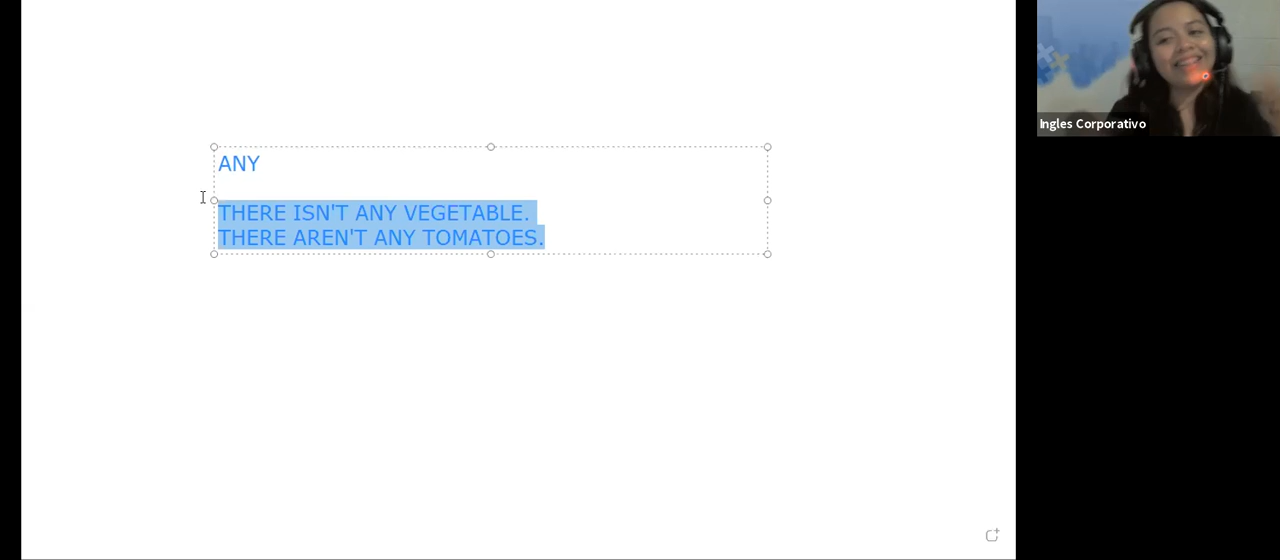 ANY
THERE ISN'T ANY VEGETABLE.
THERE AREN'T ANY TOMATOES.
Ingles Corporativo